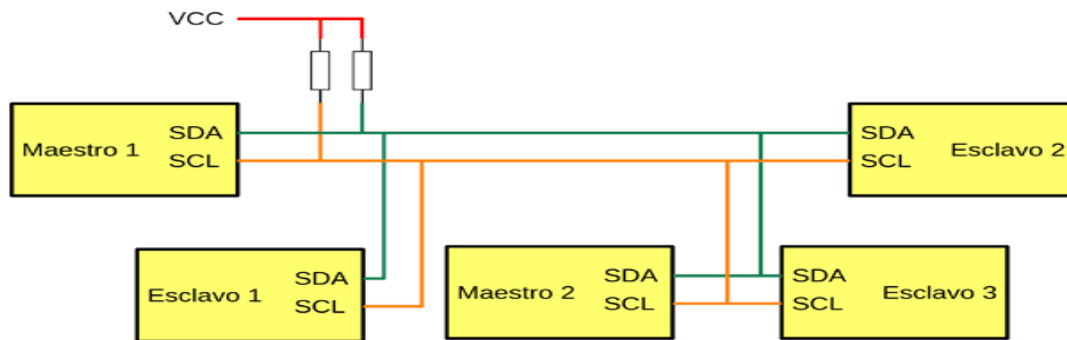 VCC
SDA
Maestro 1
SCL
SDA
SCL
Esclavo 2
SDA
Esclavo 1
SCL
SDA
Maestro 2
SCL
SDA
SCL
Esclavo 3